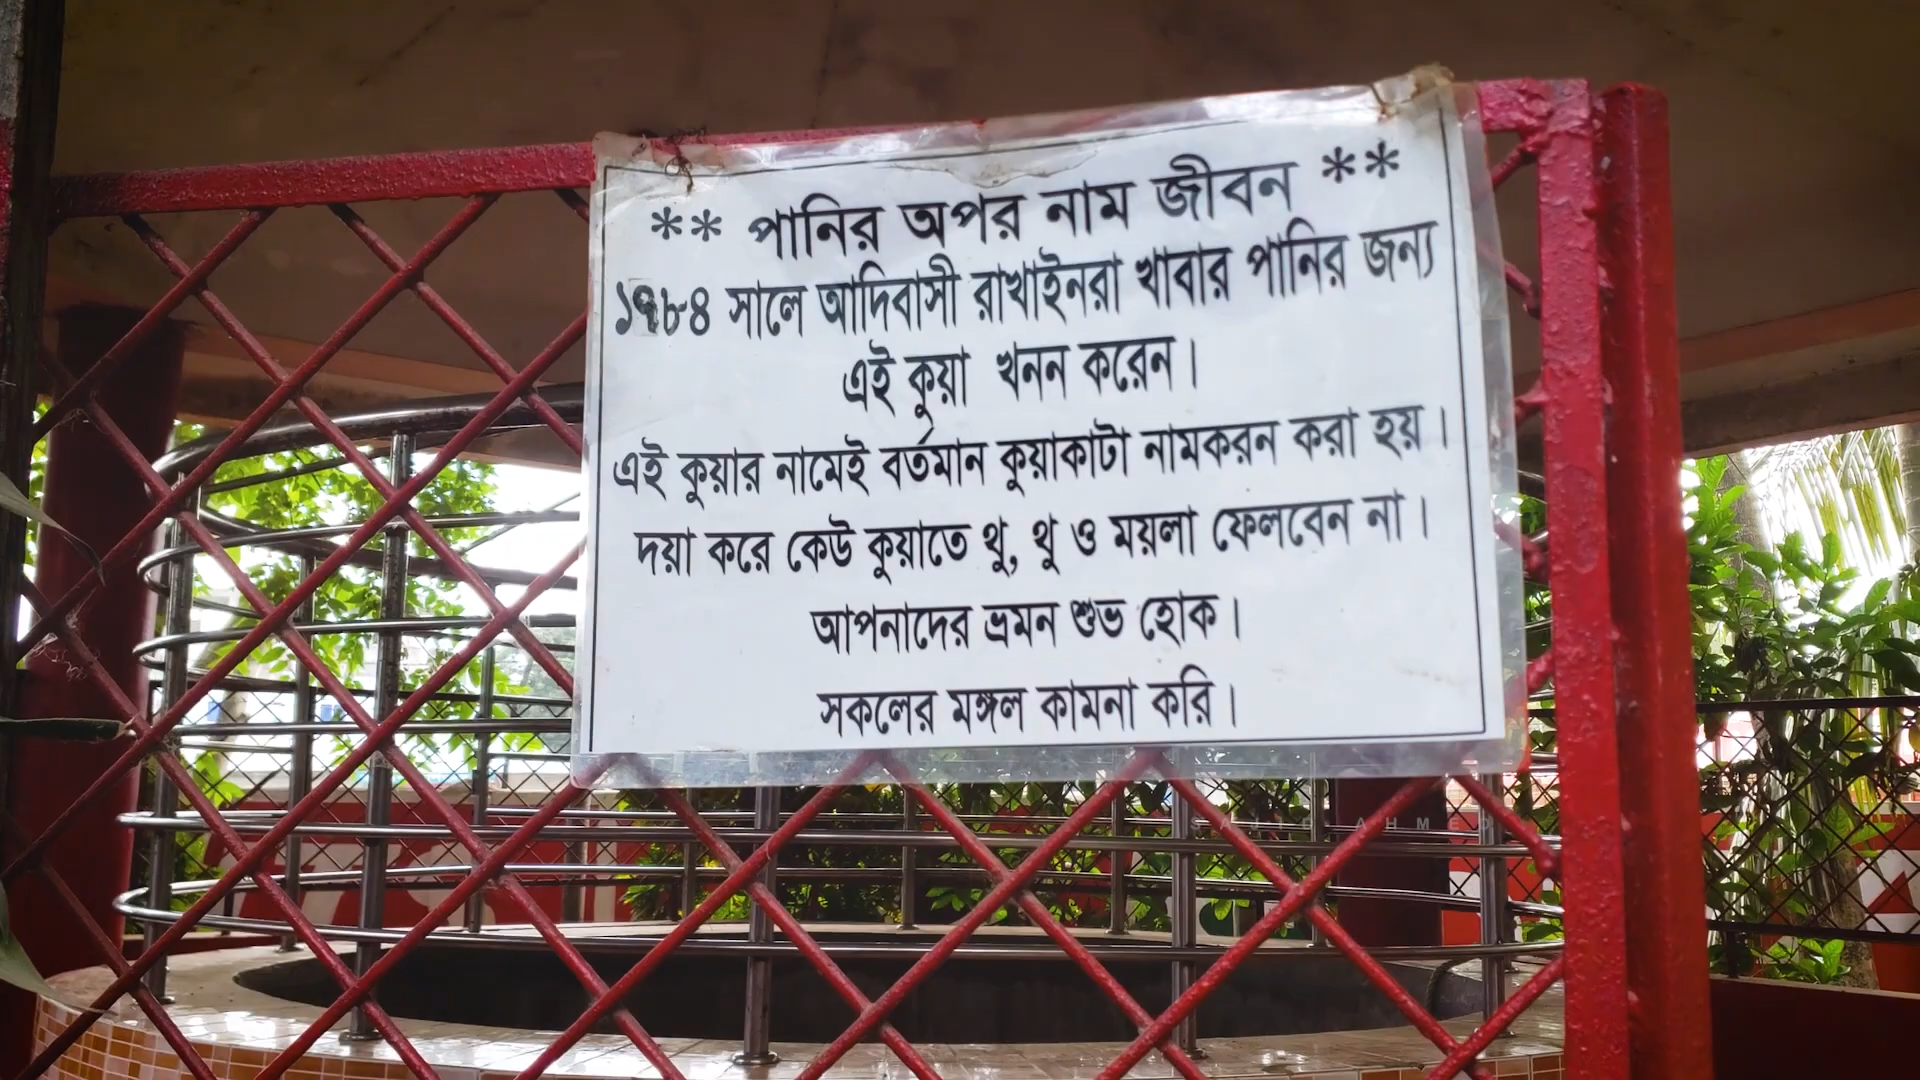 ** পানির অপর নাম জীবন **
১৭৮৪ সালে আদিবাসী রাখাইনরা খাবার পানির জন্য
এই কুয়া খনন করেন।
এই কুয়ার নামেই বর্তমান কুয়াকাটা নামকরন করা হয়।
দয়া করে কেউ কুয়াতে থু, থু ও ময়লা ফেলবেন না।
আপনাদের ভ্রমন শুভ হোক।
সকলের মঙ্গল কামনা করি।